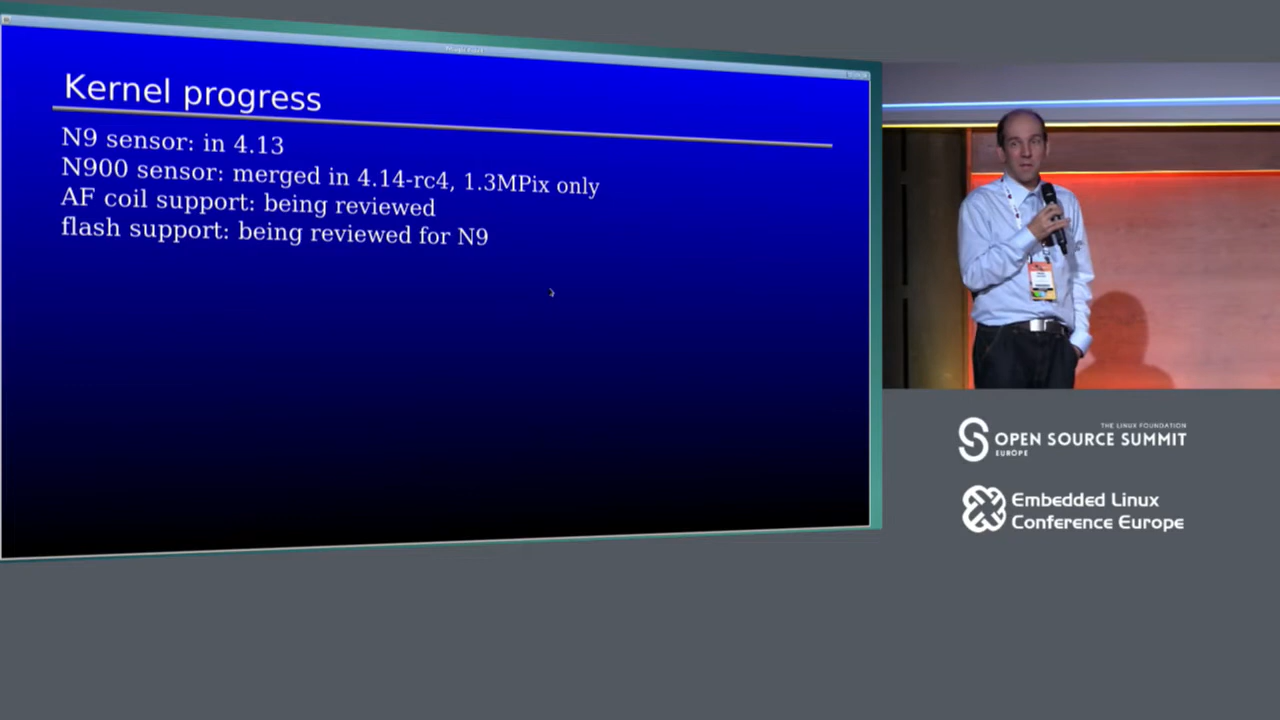 Kernel progress
N9 sensor: in 4.13
N900 sensor: merged in 4.14-rc4, 1.3MPix only
AF coil support: being reviewed
flash support: being reviewed for N9
THE LINUX FOUNDATION
OPEN SOURCE SUMMIT
EUROPE
Embedded Linux
Conference Europe